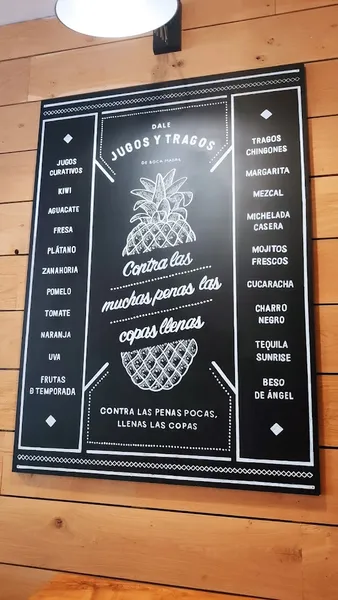 DALE
JUGOS Y TRAGOS
DE BOCA MADRE
JUGOS
CURATIVOS
KIWI
AGUACATE
FRESA
PLÁTANO
ZANAHORIA
POMELO
TOMATE
NARANJA
UVA
FRUTAS
D TEMPORADA
Contra las
muchas penas las
copas llenas
CONTRA LAS PENAS POCAS,
LLENAS LAS COPAS
TRAGOS
CHINGONES
MARGARITA
MEZCAL
MICHELADA
CASERA
MOJITOS
FRESCOS
CUCARACHA
CHARRO
NEGRO
TEQUILA
SUNRISE
BESO
DE ÁNGEL